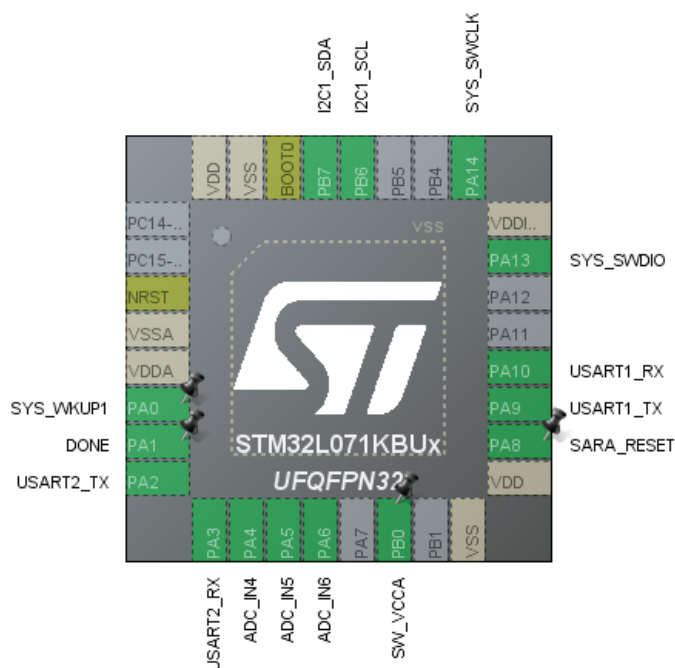 I2C1_SDA
I2C1_SCL
SYS_SWCLK
VDD
VSS
BOOT0
PB7
PB6
PB5
PB4
PA14
PC14-..
PC15-..
NRST
VSSA
VDDA
SYS_WKUP1 PA0
DONE PA1
USART2_TX PA2
VSS
ST
STM32L071KBUx
UFQFPN32
VDDI..
PA13 SYS_SWDIO
PA12
PA11
PA10 USART1_RX
PA9 USART1_TX
PA8 SARA_RESET
VDD
PA3
PA4
PA5
PA6
PA7
PB0
PB1
VSS
USART2_RX
ADC_IN4
ADC_IN5
ADC_IN6
SW_VCCA